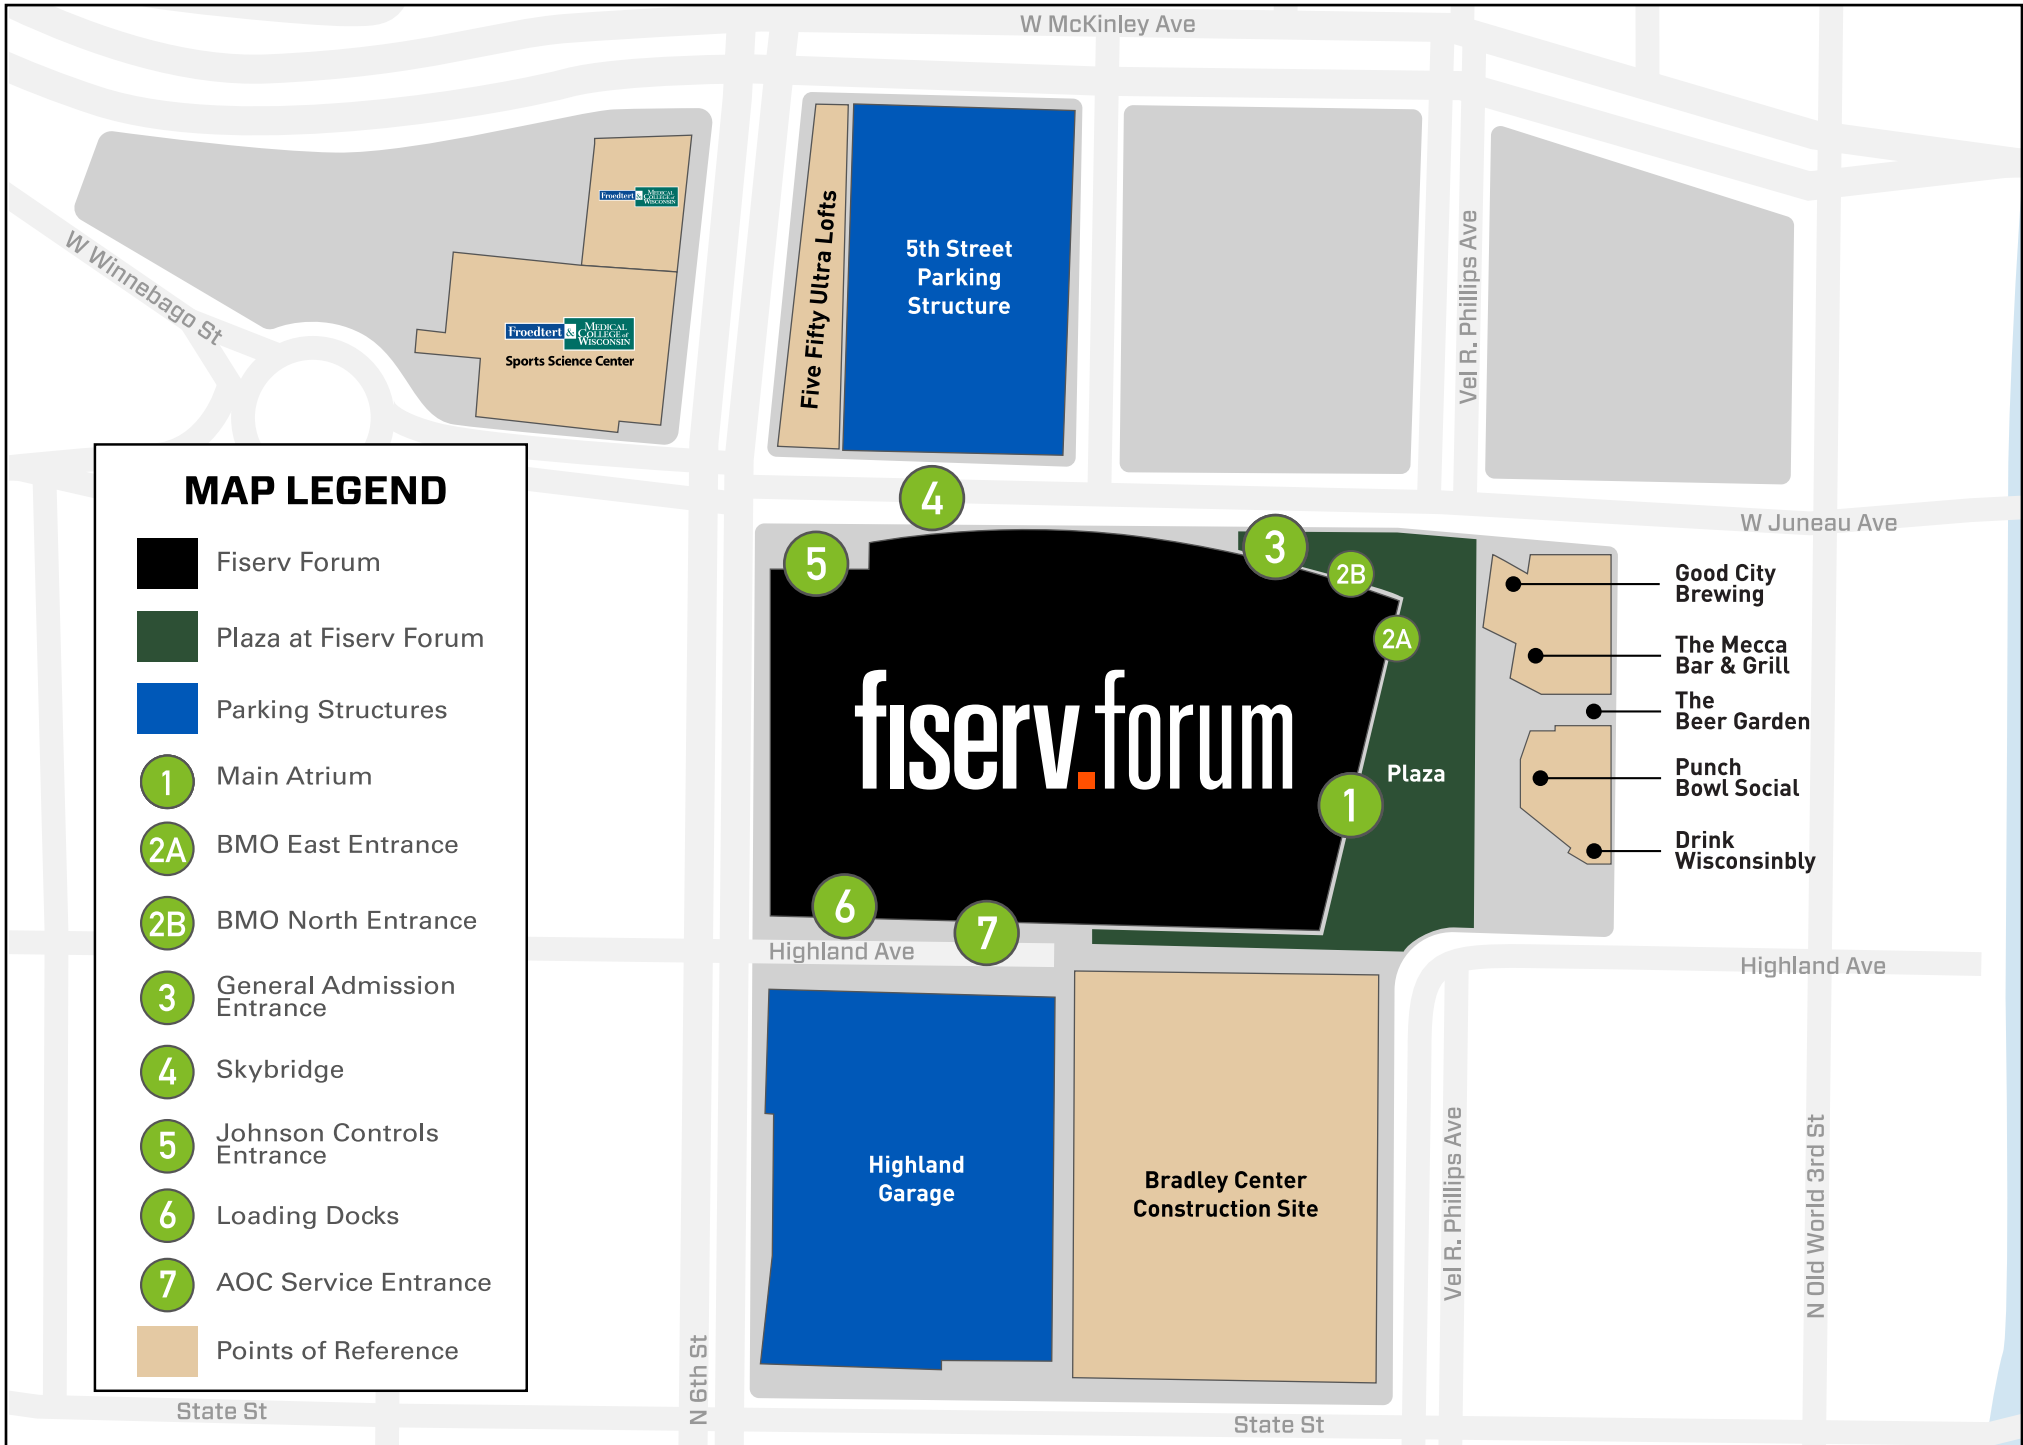 W McKinley Ave
W Winnebago St
Froedtert & MEDICAL
COLLEGE of
WISCONSIN
Froedtert & MEDICAL
COLLEGE of
WISCONSIN
Sports Science Center
Five Fifty Ultra Lofts
5th Street
Parking
Structure
Vel R. Phillips Ave
W Juneau Ave
4
5
3
2B
2A
1
6
7
fiserv.forum
Plaza
Good City
Brewing
The Mecca
Bar & Grill
The
Beer Garden
Punch
Bowl Social
Drink
Wisconsinbly
Highland Ave
Highland Ave
Highland
Garage
Bradley Center
Construction Site
Vel R. Phillips Ave
N Old World 3rd St
N 6th St
State St
State St
MAP LEGEND
Fiserv Forum
Plaza at Fiserv Forum
Parking Structures
1 Main Atrium
2A BMO East Entrance
2B BMO North Entrance
3 General Admission
Entrance
4 Skybridge
5 Johnson Controls
Entrance
6 Loading Docks
7 AOC Service Entrance
Points of Reference